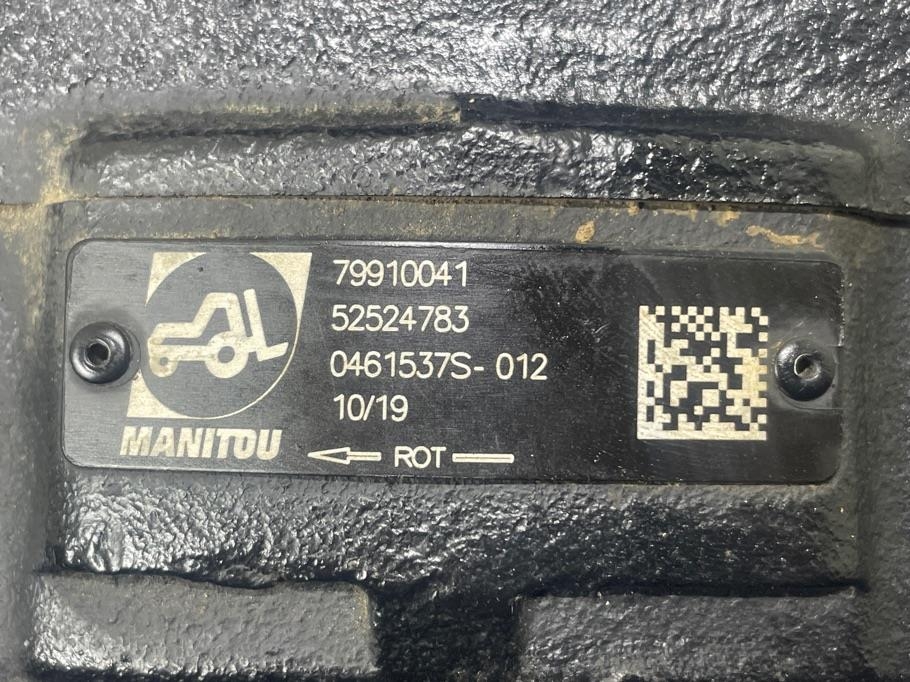 79910041
52524783
0461537S-012
10/19
MANITOU
ROT